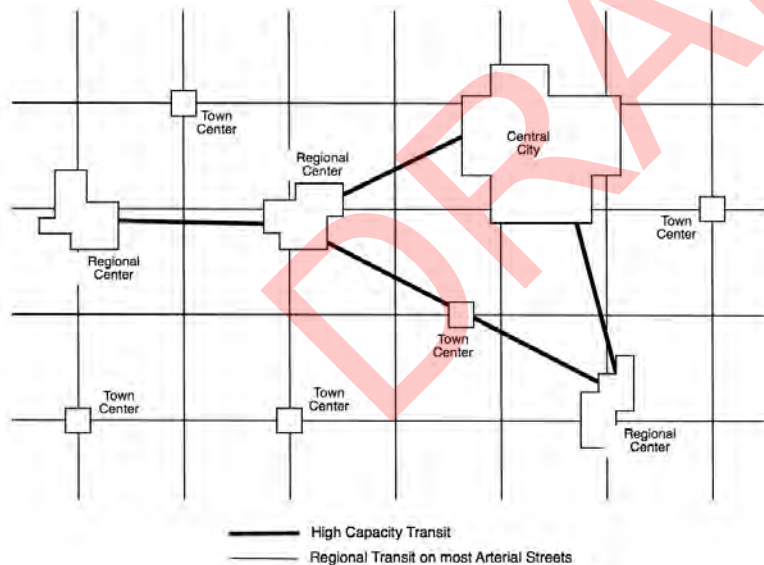 Town
Center
Central
City
Regional
Center
Town
Center
Regional
Center
Town
Center
Town
Center
Town
Center
Regional
Center
High Capacity Transit
Regional Transit on most Arterial Streets